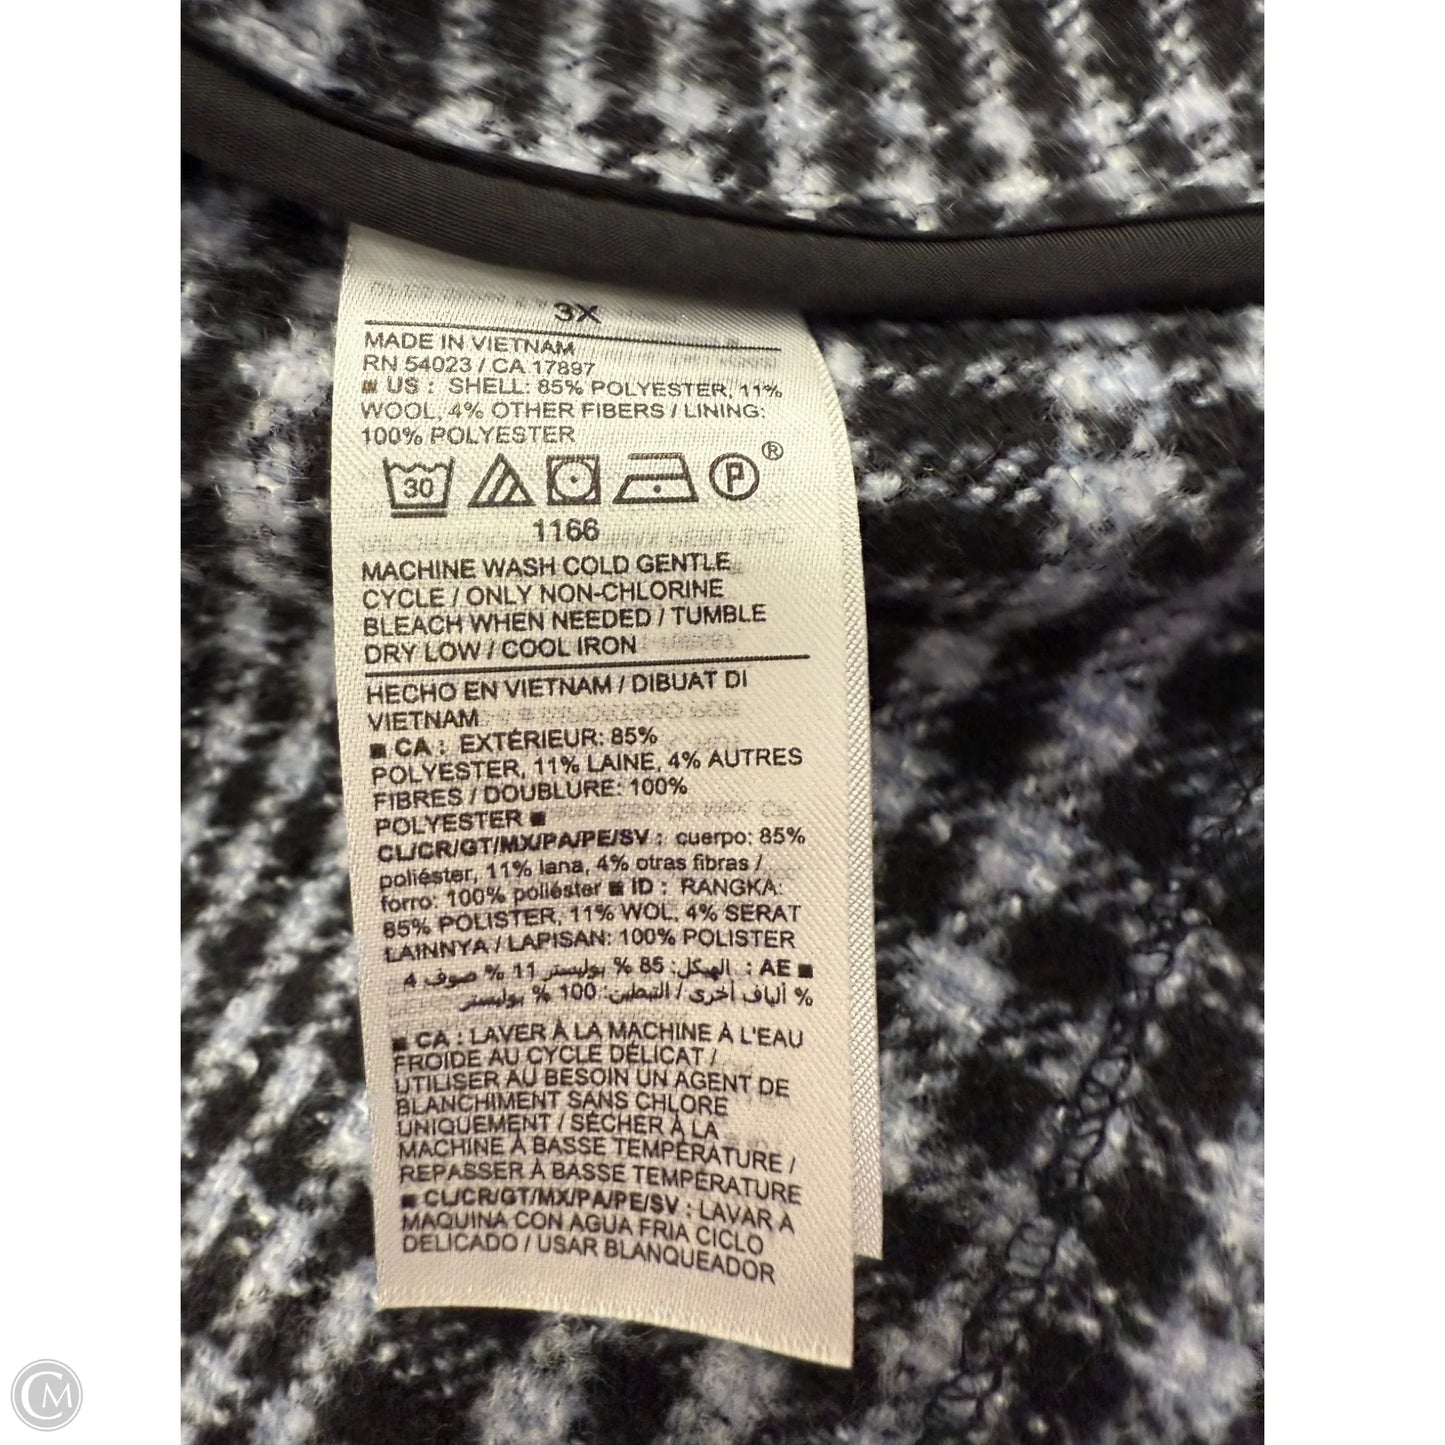 3X
MADE IN VIETNAM
RN 54023 / CA 17897
■ US : SHELL: 85% POLYESTER, 11%
WOOL, 4% OTHER FIBERS / LINING:
100% POLYESTER
30 P ®
1166
MACHINE WASH COLD GENTLE
CYCLE / ONLY NON-CHLORINE
BLEACH WHEN NEEDED / TUMBLE
DRY LOW / COOL IRON
HECHO EN VIETNAM / DIBUAT DI
VIETNAM
■ CA : EXTÉRIEUR: 85%
POLYESTER, 11% LAINE, 4% AUTRES
FIBRES / DOUBLURE: 100%
POLYESTER ■
CL/CR/GT/MX/PA/PE/SV : cuerpo: 85%
poliéster, 11% lana, 4% otras fibras /
forro: 100% poliéster ■ ID : RANGKA:
85% POLISTER, 11% WOL, 4% SERAT
LAINNYA / LAPISAN: 100% POLISTER
■ AE : الهيكل: 85 % بوليستر 11 % صوف 4
% ألياف أخرى / التبطين: 100 % بوليستر
■ CA : LAVER À LA MACHINE À L'EAU
FROIDE AU CYCLE DÉLICAT /
UTILISER AU BESOIN UN AGENT DE
BLANCHIMENT SANS CHLORE
UNIQUEMENT / SÉCHER À LA
MACHINE À BASSE TEMPÉRATURE /
REPASSER À BASSE TEMPÉRATURE
■ CL/CR/GT/MX/PA/PE/SV : LAVAR A
MAQUINA CON AGUA FRIA CICLO
DELICADO / USAR BLANQUEADOR
CM